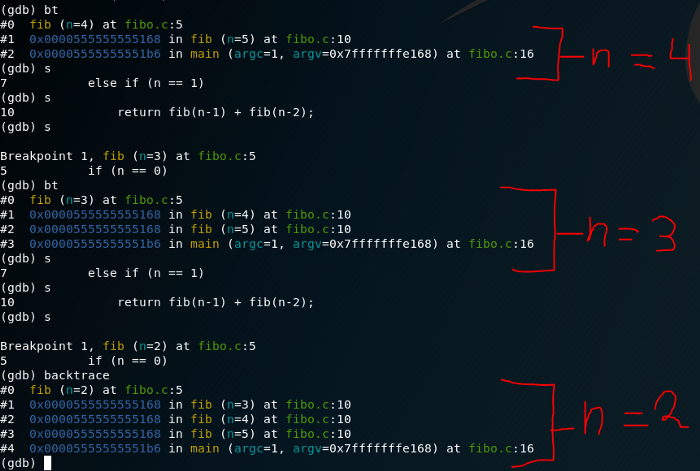 (gdb) bt
#0  fib (n=4) at fibo.c:5
#1  0x0000555555555168 in fib (n=5) at fibo.c:10
#2  0x00005555555551b6 in main (argc=1, argv=0x7fffffffe168) at fibo.c:16
n = 4
(gdb) s
7           else if (n == 1)
(gdb) s
10              return fib(n-1) + fib(n-2);
(gdb) s
Breakpoint 1, fib (n=3) at fibo.c:5
5           if (n == 0)
(gdb) bt
#0  fib (n=3) at fibo.c:5
#1  0x0000555555555168 in fib (n=4) at fibo.c:10
#2  0x0000555555555168 in fib (n=5) at fibo.c:10
#3  0x00005555555551b6 in main (argc=1, argv=0x7fffffffe168) at fibo.c:16
n = 3
(gdb) s
7           else if (n == 1)
(gdb) s
10              return fib(n-1) + fib(n-2);
(gdb) s
Breakpoint 1, fib (n=2) at fibo.c:5
5           if (n == 0)
(gdb) backtrace
#0  fib (n=2) at fibo.c:5
#1  0x0000555555555168 in fib (n=3) at fibo.c:10
#2  0x0000555555555168 in fib (n=4) at fibo.c:10
#3  0x0000555555555168 in fib (n=5) at fibo.c:10
#4  0x00005555555551b6 in main (argc=1, argv=0x7fffffffe168) at fibo.c:16
n = 2
(gdb)